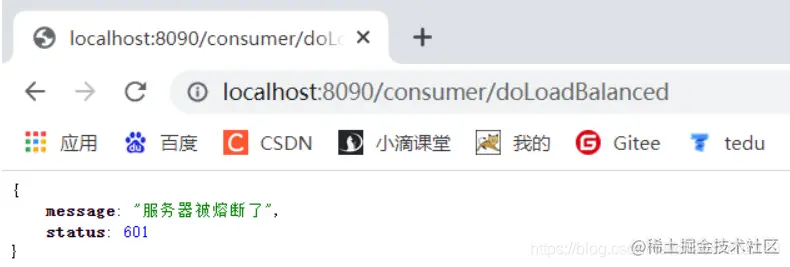 localhost:8090/consumer/doLo
localhost:8090/consumer/doLoadBalanced
应用 百度 C CSDN 小滴课堂 我的 G Gitee tedu
{
message: "服务器被熔断了",
status: 601
}
https://blog.cs
@稀土掘金技术社区